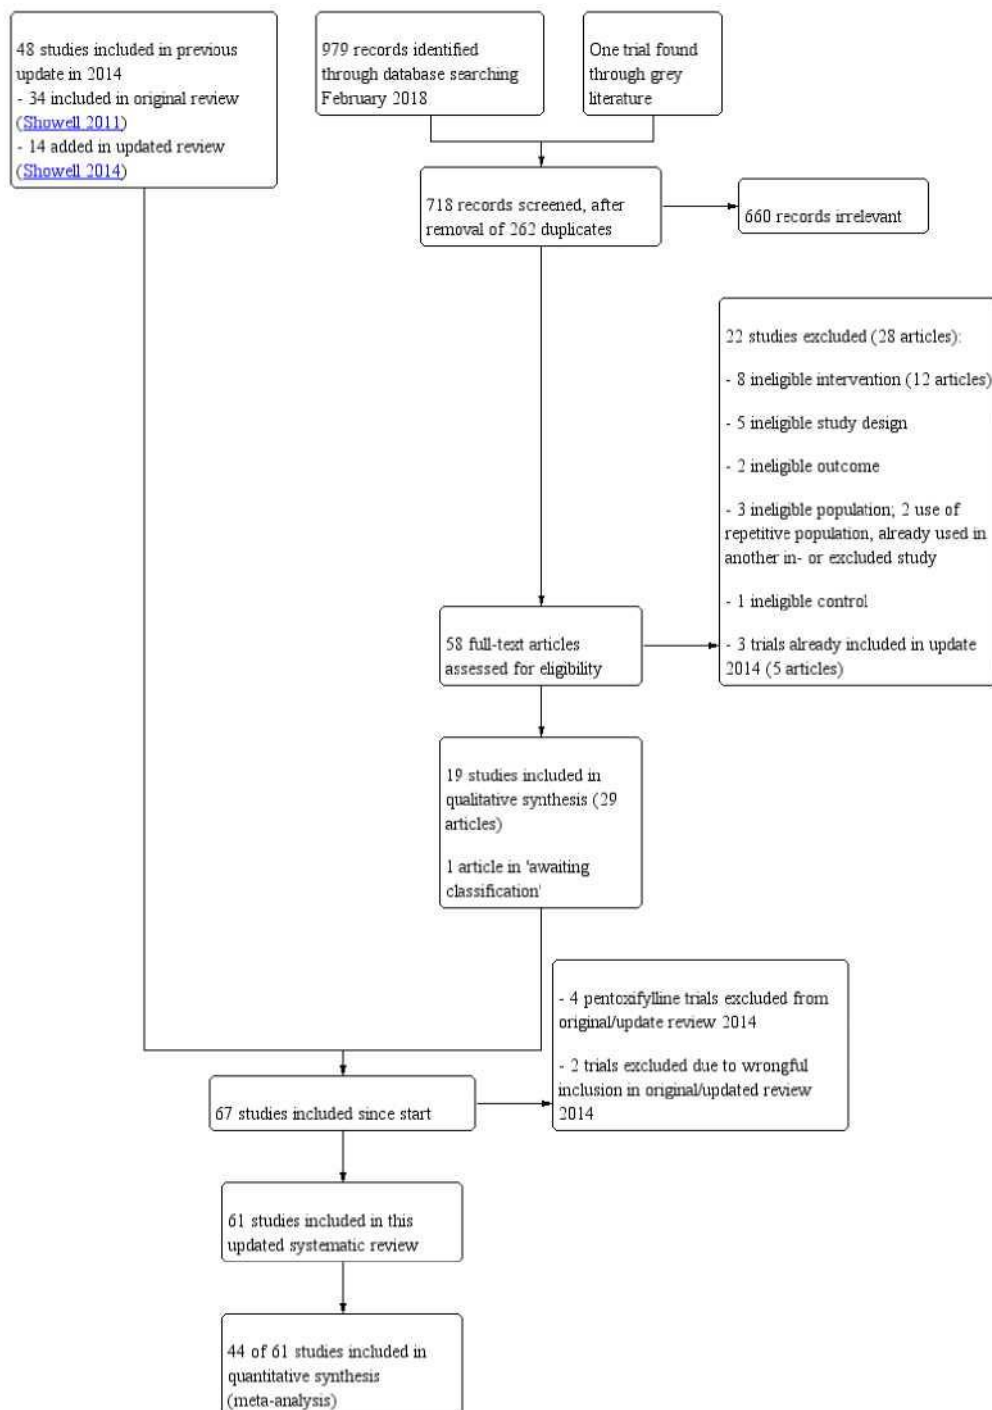 48 studies included in previous
update in 2014
- 34 included in original review
(Showell 2011)
- 14 added in updated review
(Showell 2014)
979 records identified
through database searching
February 2018
One trial found
through grey
literature
718 records screened, after
removal of 262 duplicates
660 records irrelevant
22 studies excluded (28 articles):
- 8 ineligible intervention (12 articles)
- 5 ineligible study design
- 2 ineligible outcome
- 3 ineligible population; 2 use of
repetitive population, already used in
another in- or excluded study
- 1 ineligible control
- 3 trials already included in update
2014 (5 articles)
58 full-text articles
assessed for eligibility
19 studies included in
qualitative synthesis (29
articles)
1 article in 'awaiting
classification'
- 4 pentoxifylline trials excluded from
original/update review 2014
- 2 trials excluded due to wrongful
inclusion in original/updated review
2014
67 studies included since start
61 studies included in this
updated systematic review
44 of 61 studies included in
quantitative synthesis
(meta-analysis)